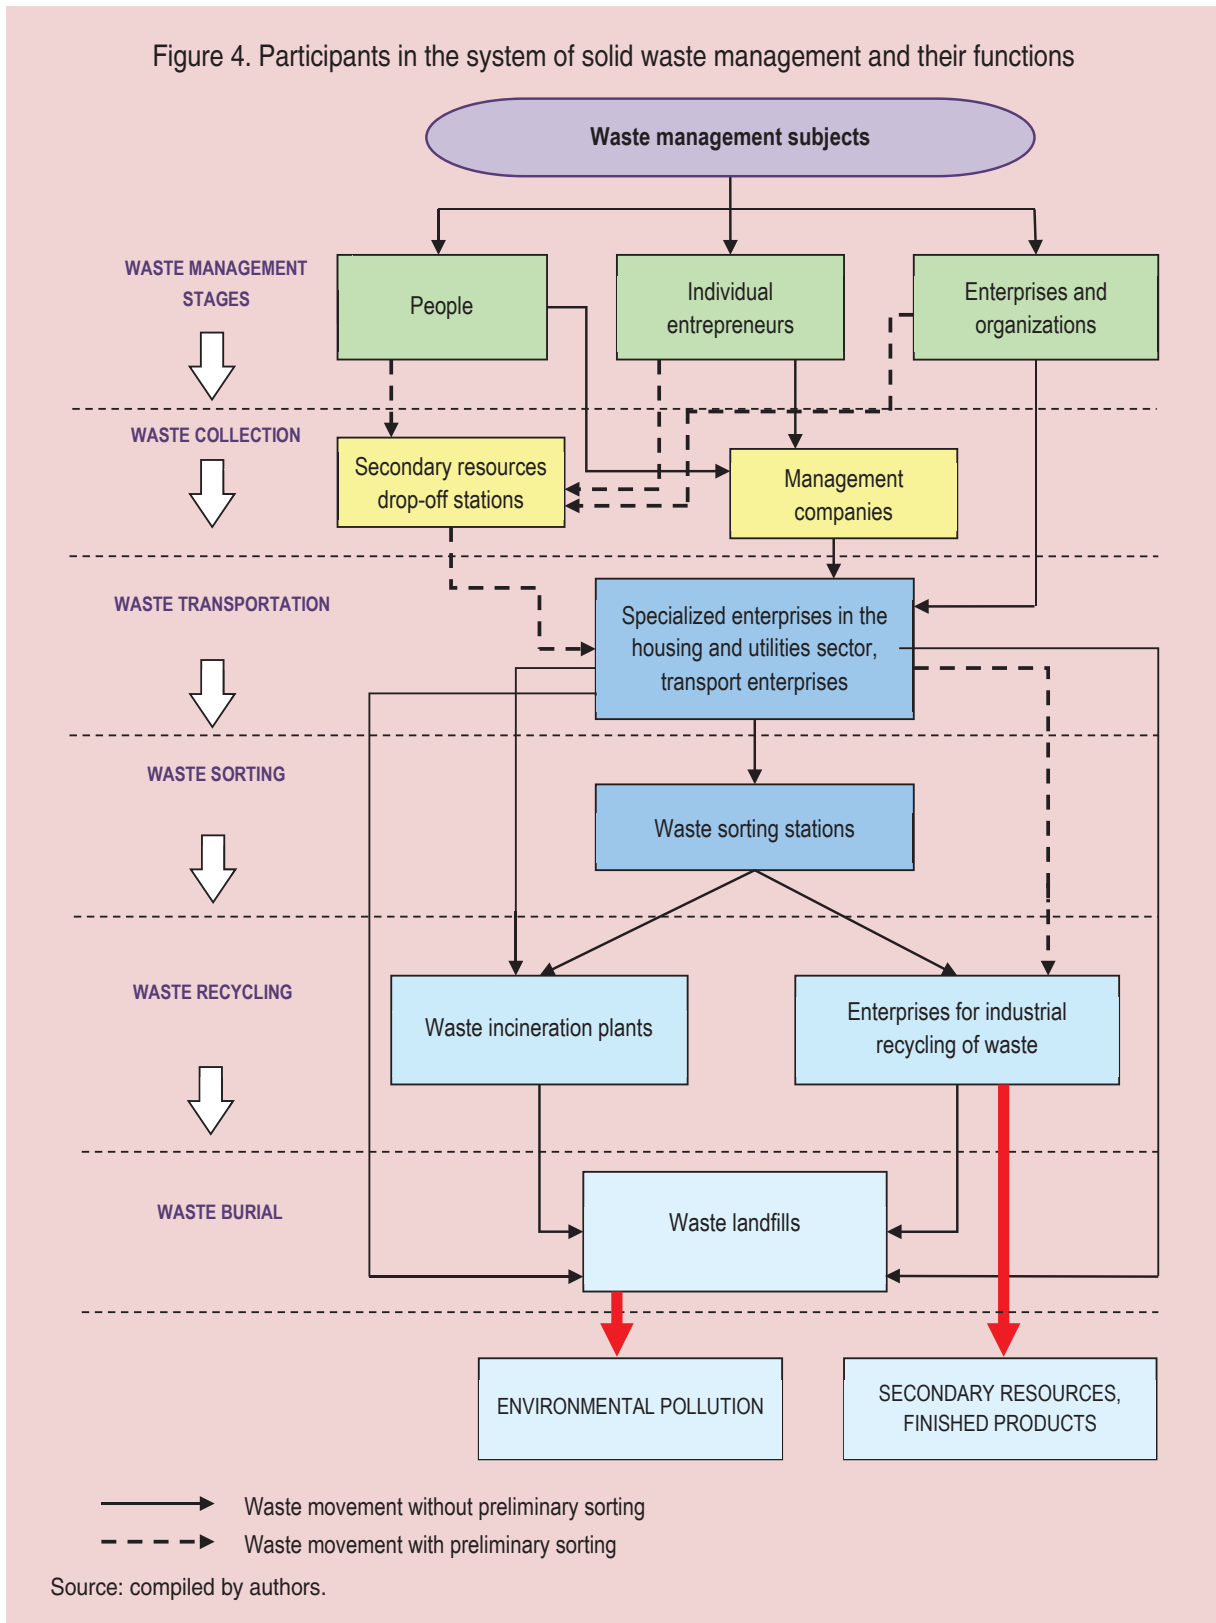 Figure 4. Participants in the system of solid waste management and their functions
Waste management subjects
WASTE MANAGEMENT
STAGES
People
Individual
entrepreneurs
Enterprises and
organizations
WASTE COLLECTION
Secondary resources
drop-off stations
Management
companies
WASTE TRANSPORTATION
Specialized enterprises in the
housing and utilities sector,
transport enterprises
WASTE SORTING
Waste sorting stations
WASTE RECYCLING
Waste incineration plants
Enterprises for industrial
recycling of waste
WASTE BURIAL
Waste landfills
ENVIRONMENTAL POLLUTION
SECONDARY RESOURCES,
FINISHED PRODUCTS
Waste movement without preliminary sorting
Waste movement with preliminary sorting
Source: compiled by authors.